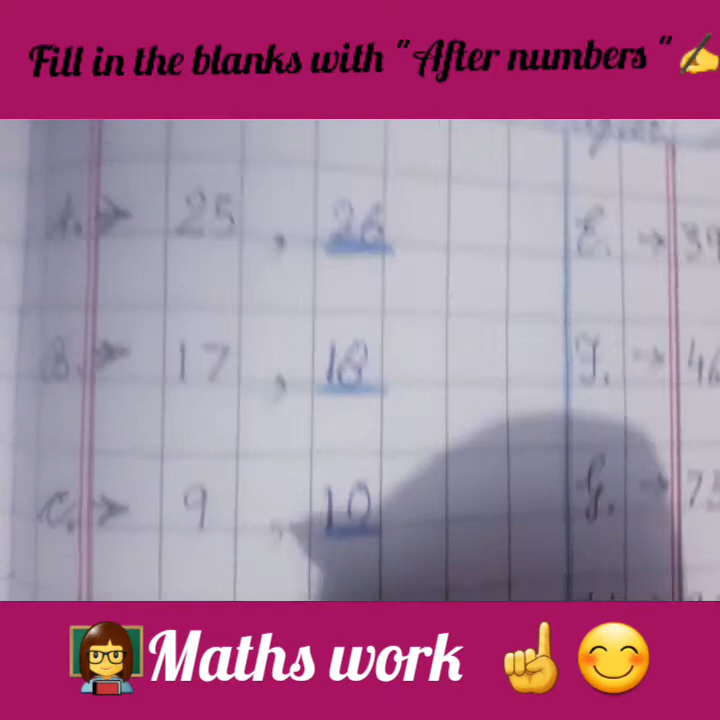 Fill in the blanks with "After numbers" ✍
A. → 25 , 26
B. → 17 , 18
C. → 9 , 10
E. →
F. →
G. →
Maths work